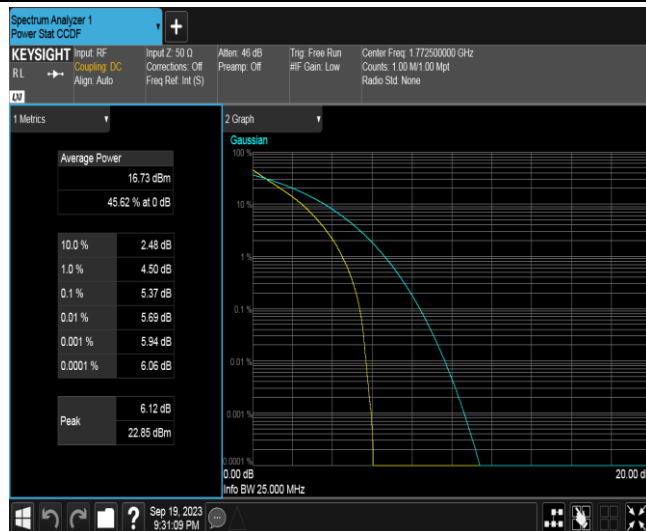 Spectrum Analyzer 1
Power Stat CCDF
+
KEYSIGHT
RL
Input: RF
Coupling: DC
Align: Auto
Input Z: 50 Ω
Corrections: Off
Freq Ref: Int (S)
Atten: 46 dB
Preamp: Off
Trig: Free Run
#IF Gain: Low
Center Freq: 1.772500000 GHz
Counts: 1.00 M/1.00 Mpt
Radio Std: None
1 Metrics
Average Power
16.73 dBm
45.62 % at 0 dB
10.0 % 2.48 dB
1.0 % 4.50 dB
0.1 % 5.37 dB
0.01 % 5.69 dB
0.001 % 5.94 dB
0.0001 % 6.06 dB
Peak
6.12 dB
22.85 dBm
2 Graph
Gaussian
100 %
10 %
1 %
0.1 %
0.01 %
0.001 %
0.0001 %
0.00 dB
20.00 d
Info BW 25.000 MHz
?
Sep 19, 2023
9:31:09 PM